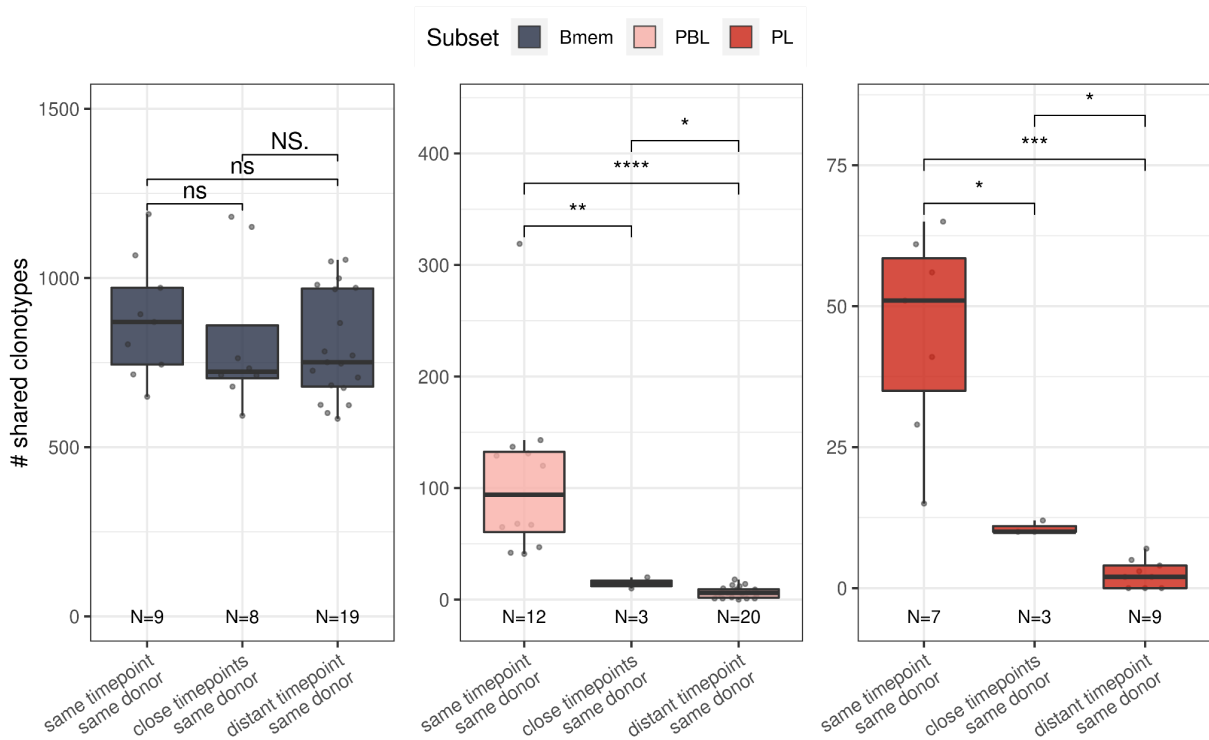 Subset Bmem PBL PL
# shared clonotypes
1500
1000
500
0
NS.
ns
ns
N=9 N=8 N=19
same timepoint
same donor
close timepoints
same donor
distant timepoint
same donor
400
300
200
100
0
*
****
**
N=12 N=3 N=20
same timepoint
same donor
close timepoints
same donor
distant timepoint
same donor
75
50
25
0
*
***
*
N=7 N=3 N=9
same timepoint
same donor
close timepoints
same donor
distant timepoint
same donor